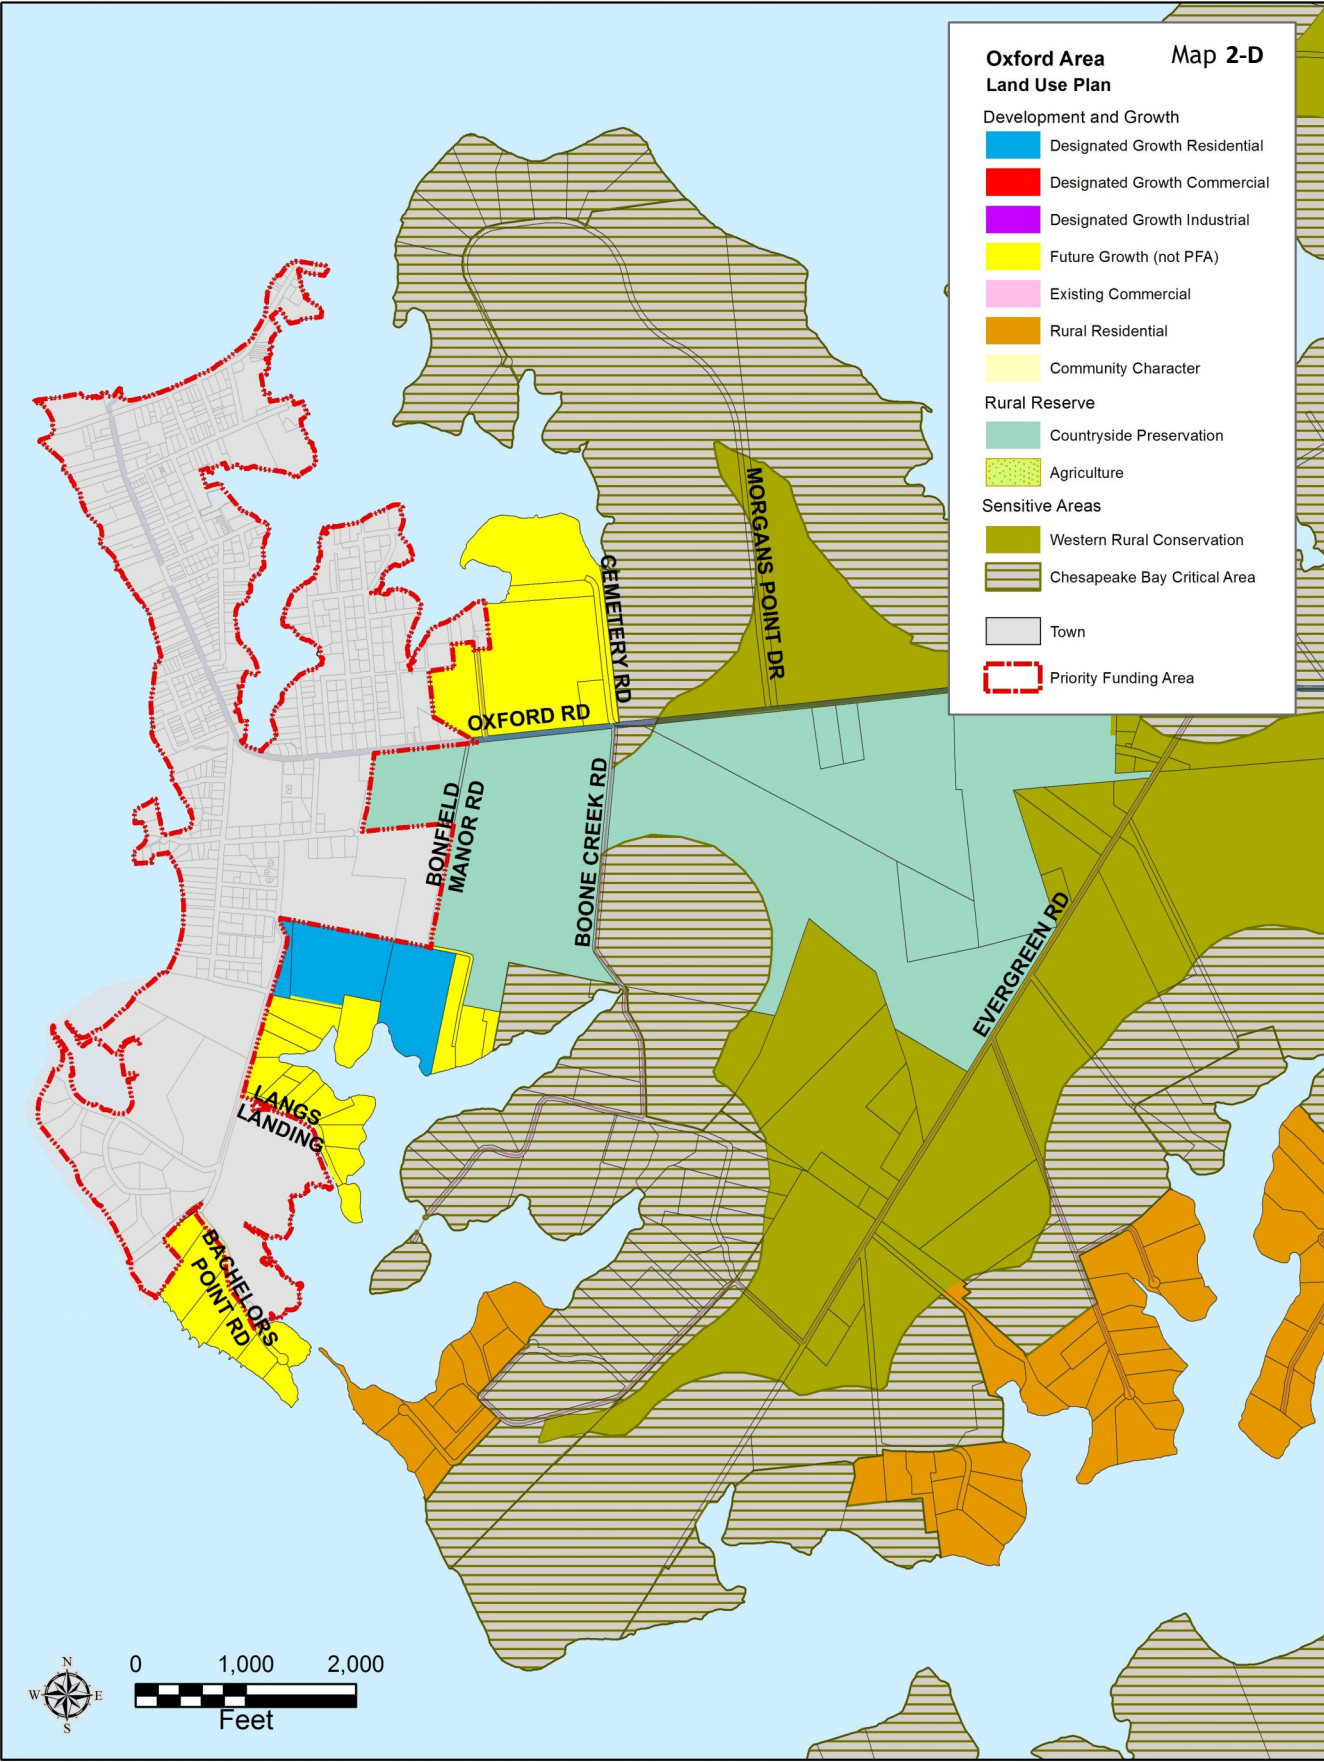 Oxford Area Map 2-D
Land Use Plan
Development and Growth
Designated Growth Residential
Designated Growth Commercial
Designated Growth Industrial
Future Growth (not PFA)
Existing Commercial
Rural Residential
Community Character
Rural Reserve
Countryside Preservation
Agriculture
Sensitive Areas
Western Rural Conservation
Chesapeake Bay Critical Area
Town
Priority Funding Area
MORGANS POINT DR
CEMETERY RD
OXFORD RD
BONFIELD
MANOR RD
BOONE CREEK RD
EVERGREEN RD
LANGS
LANDING
BACHELORS
POINT RD
N
W E
S
0 1,000 2,000
Feet